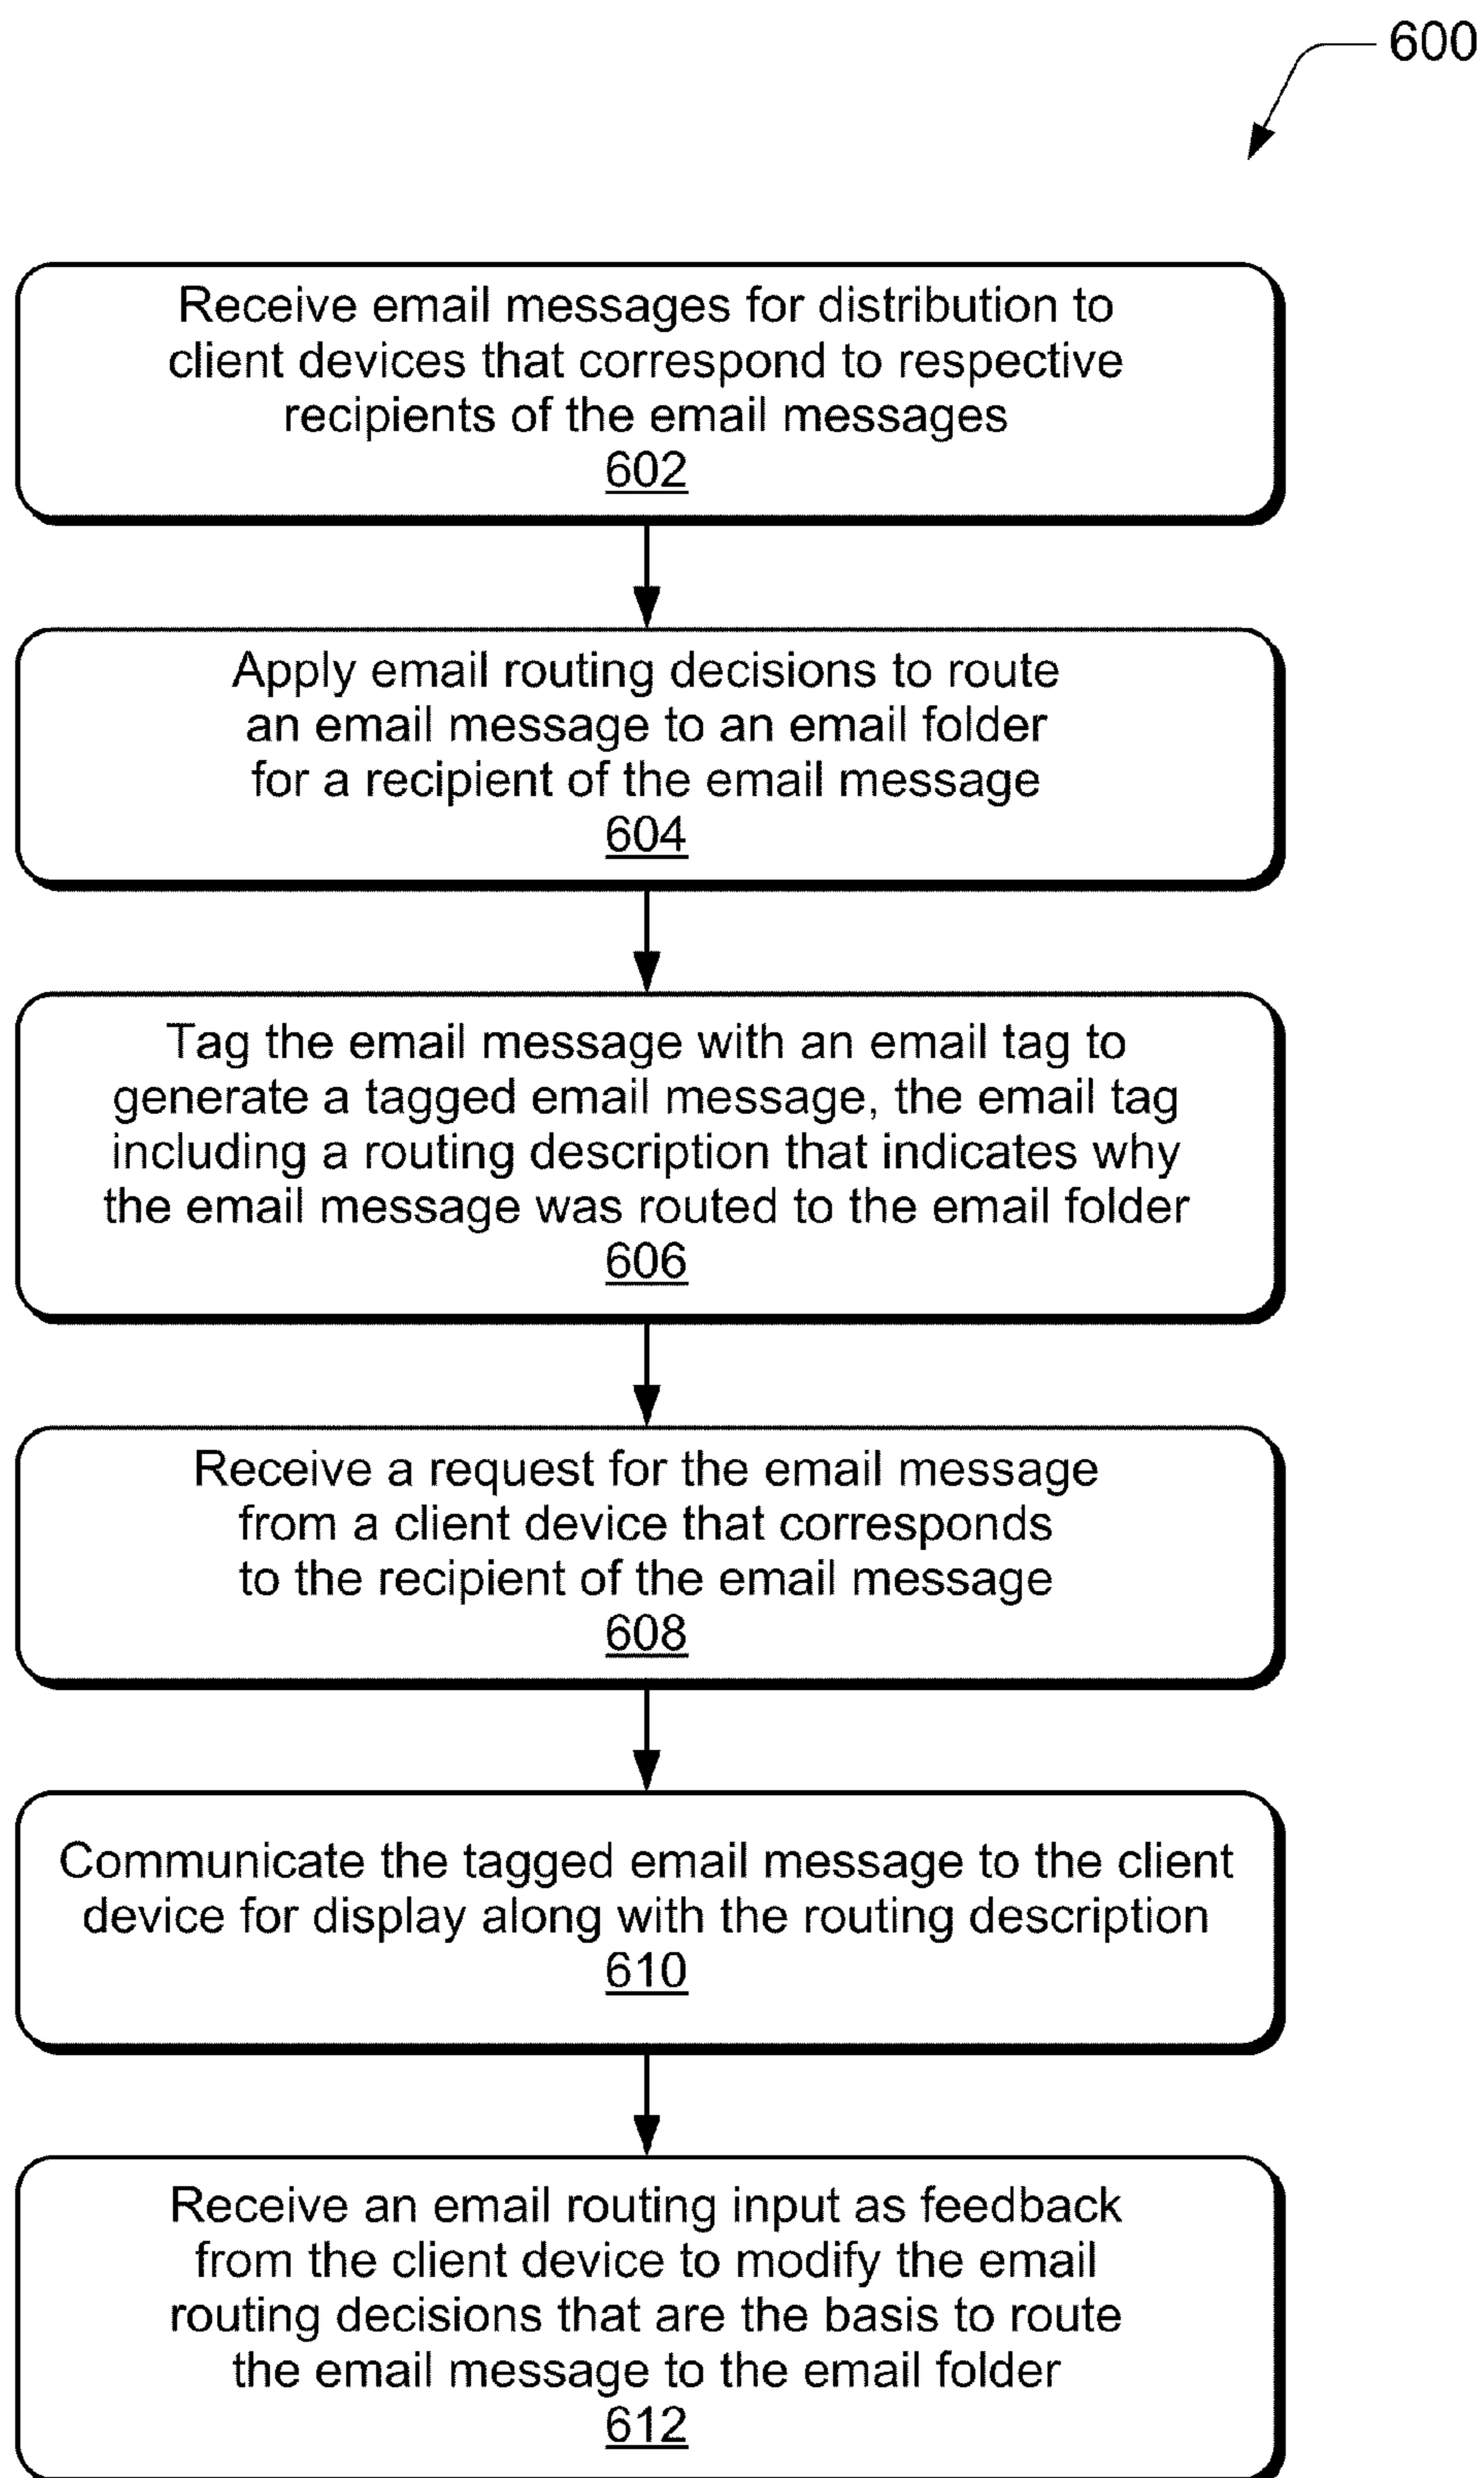 600
Receive email messages for distribution to
client devices that correspond to respective
recipients of the email messages
602
Apply email routing decisions to route
an email message to an email folder
for a recipient of the email message
604
Tag the email message with an email tag to
generate a tagged email message, the email tag
including a routing description that indicates why
the email message was routed to the email folder
606
Receive a request for the email message
from a client device that corresponds
to the recipient of the email message
608
Communicate the tagged email message to the client
device for display along with the routing description
610
Receive an email routing input as feedback
from the client device to modify the email
routing decisions that are the basis to route
the email message to the email folder
612